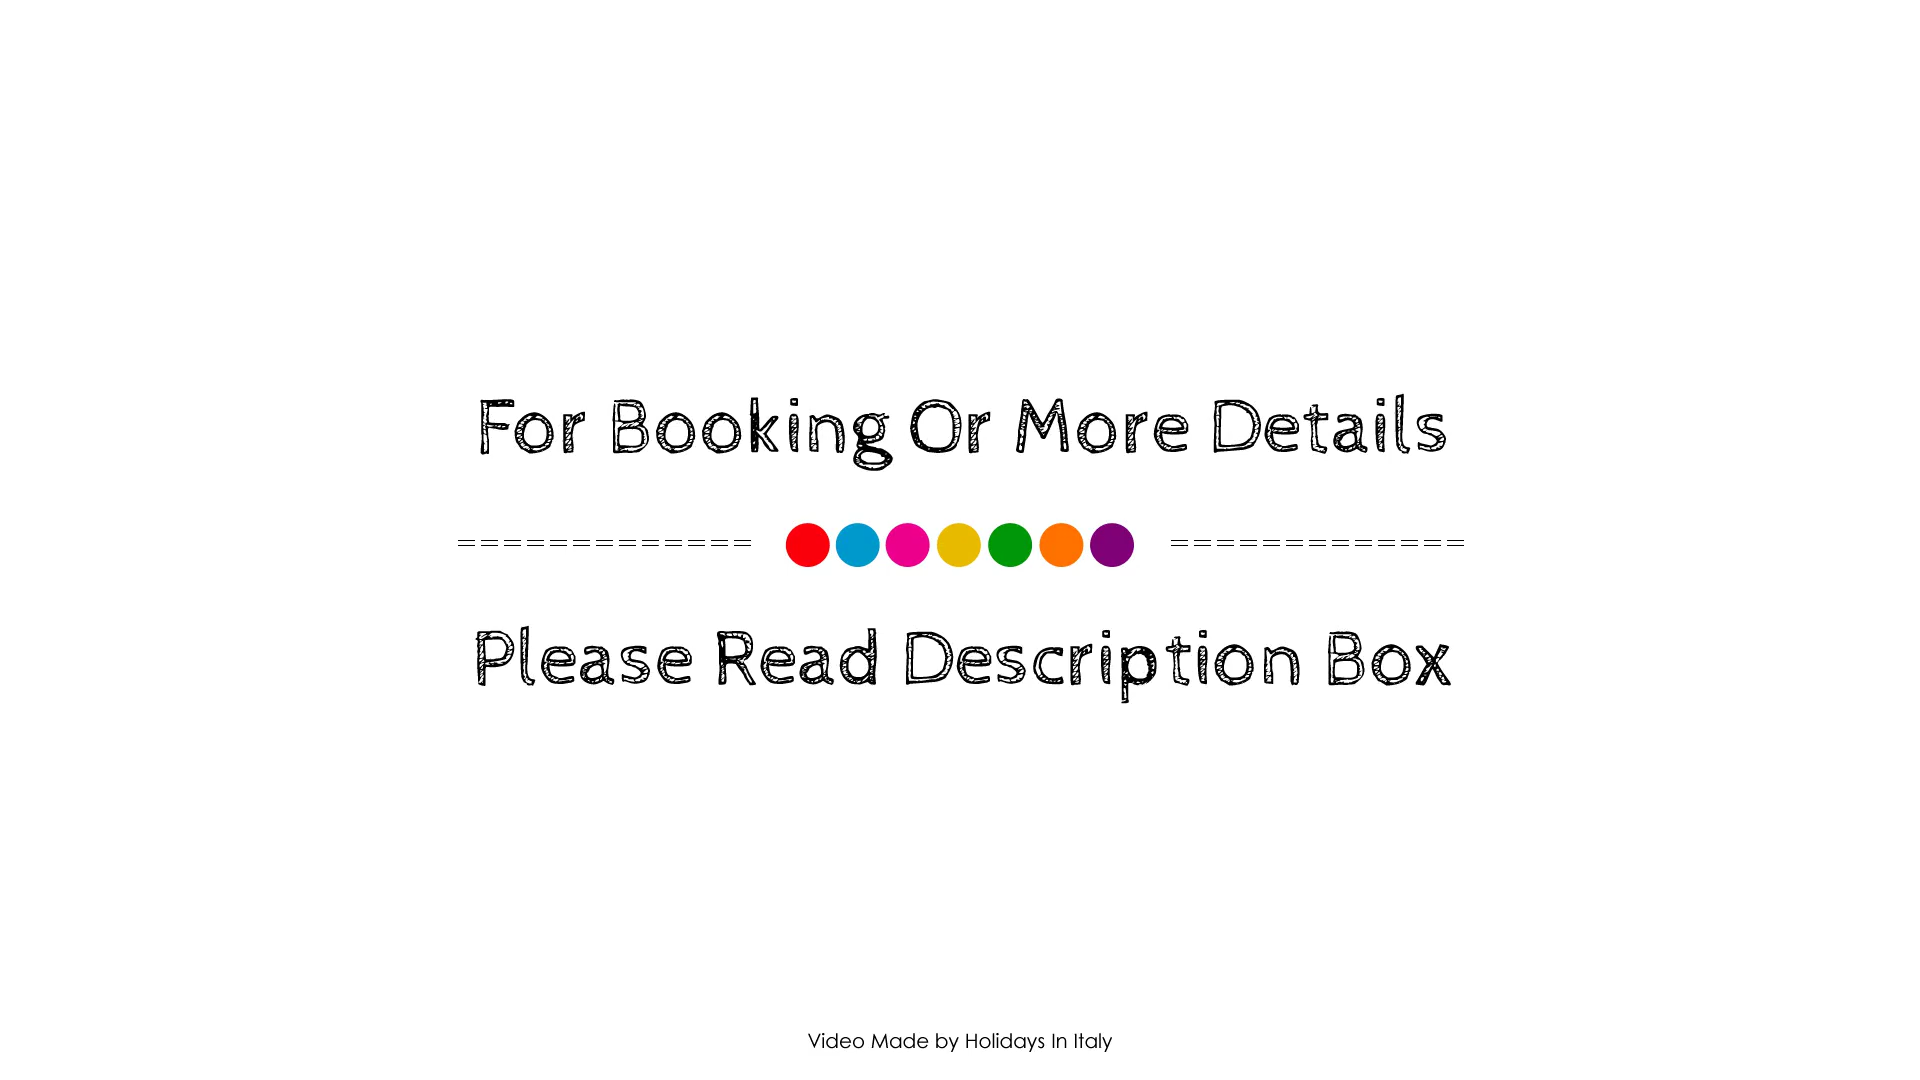 For Booking Or More Details
============= =============
Please Read Description Box
Video Made by Holidays In Italy